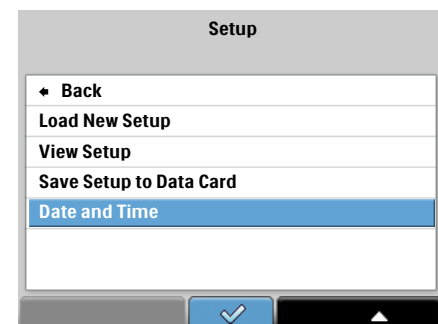 Setup
Back
Load New Setup
View Setup
Save Setup to Data Card
Date and Time